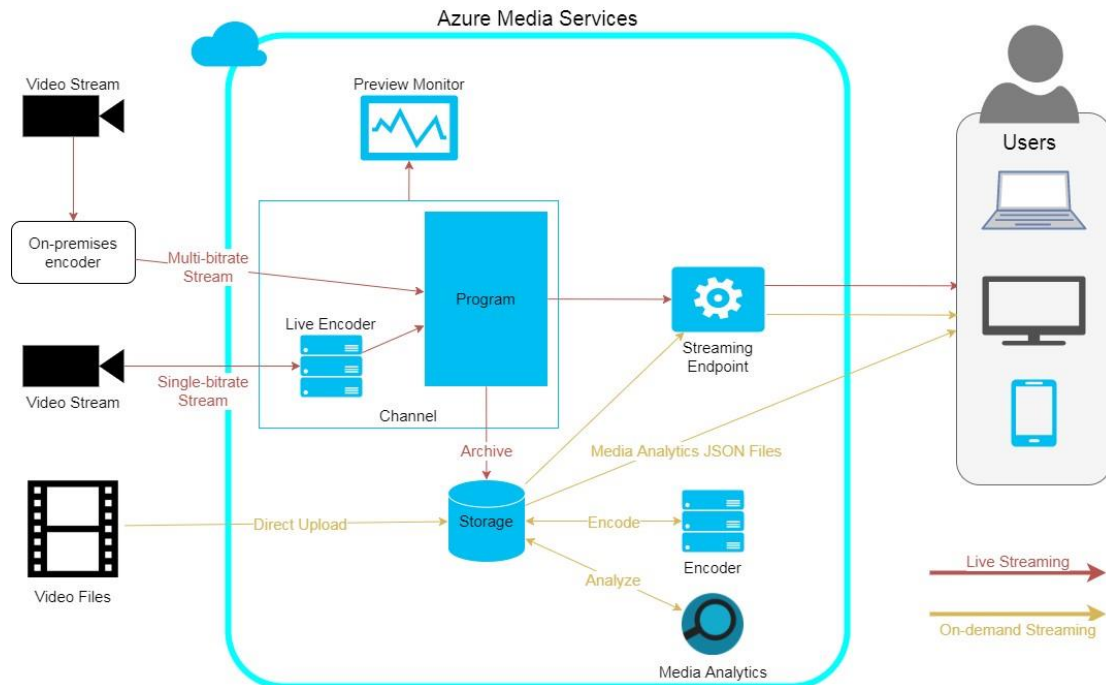 Azure Media Services
Video Stream
Preview Monitor
Users
On-premises
encoder
Multi-bitrate
Stream
Program
Live Encoder
Streaming
Endpoint
Single-bitrate
Stream
Video Stream
Channel
Archive
Media Analytics JSON Files
Direct Upload
Storage
Encode
Encoder
Live Streaming
Analyze
Video Files
On-demand Streaming
Media Analytics